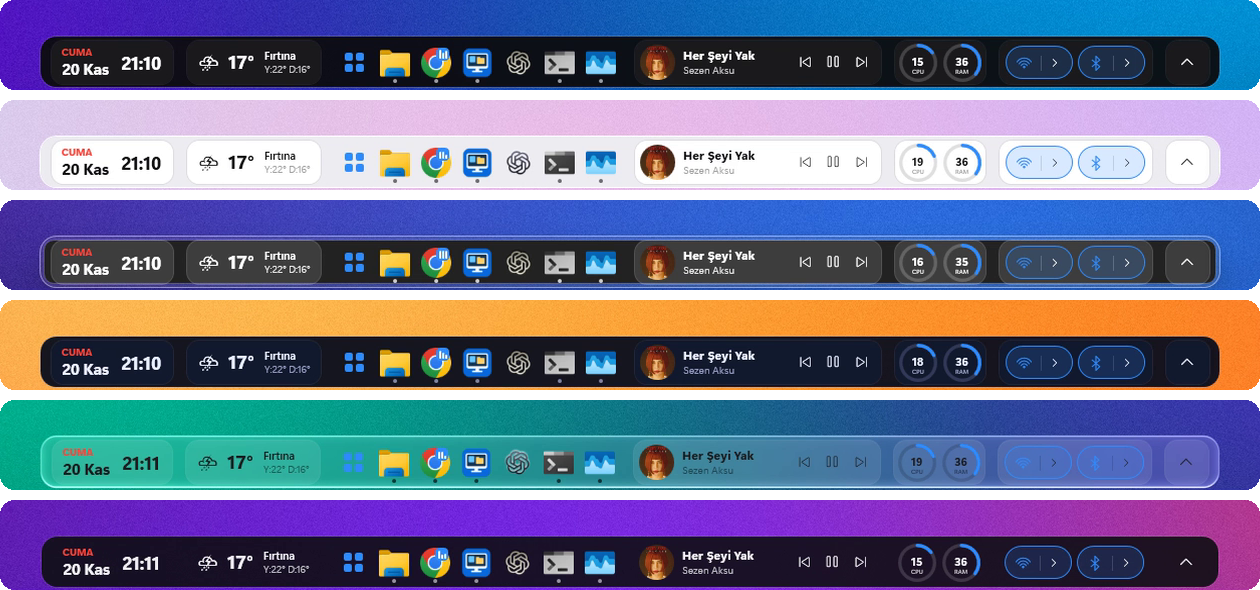 CUMA
20 Kas 21:10
17° Fırtına
Y:22° D:16°
Her Şeyi Yak
Sezen Aksu
15 CPU
36 RAM
CUMA
20 Kas 21:10
17° Fırtına
Y:22° D:16°
Her Şeyi Yak
Sezen Aksu
19 CPU
36 RAM
CUMA
20 Kas 21:10
17° Fırtına
Y:22° D:16°
Her Şeyi Yak
Sezen Aksu
16 CPU
35 RAM
CUMA
20 Kas 21:10
17° Fırtına
Y:22° D:16°
Her Şeyi Yak
Sezen Aksu
18 CPU
36 RAM
CUMA
20 Kas 21:11
17° Fırtına
Y:22° D:16°
Her Şeyi Yak
Sezen Aksu
19 CPU
36 RAM
CUMA
20 Kas 21:11
17° Fırtına
Y:22° D:16°
Her Şeyi Yak
Sezen Aksu
15 CPU
36 RAM